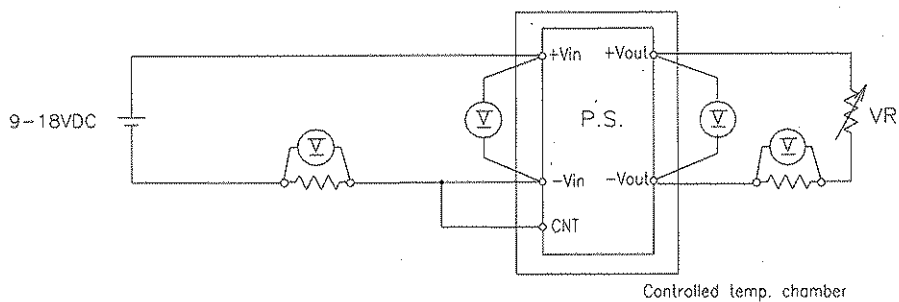 +Vin
+Vout
V
V
9-18VDC
P.S.
VR
V
V
-Vin
-Vout
CNT
Controlled temp. chamber